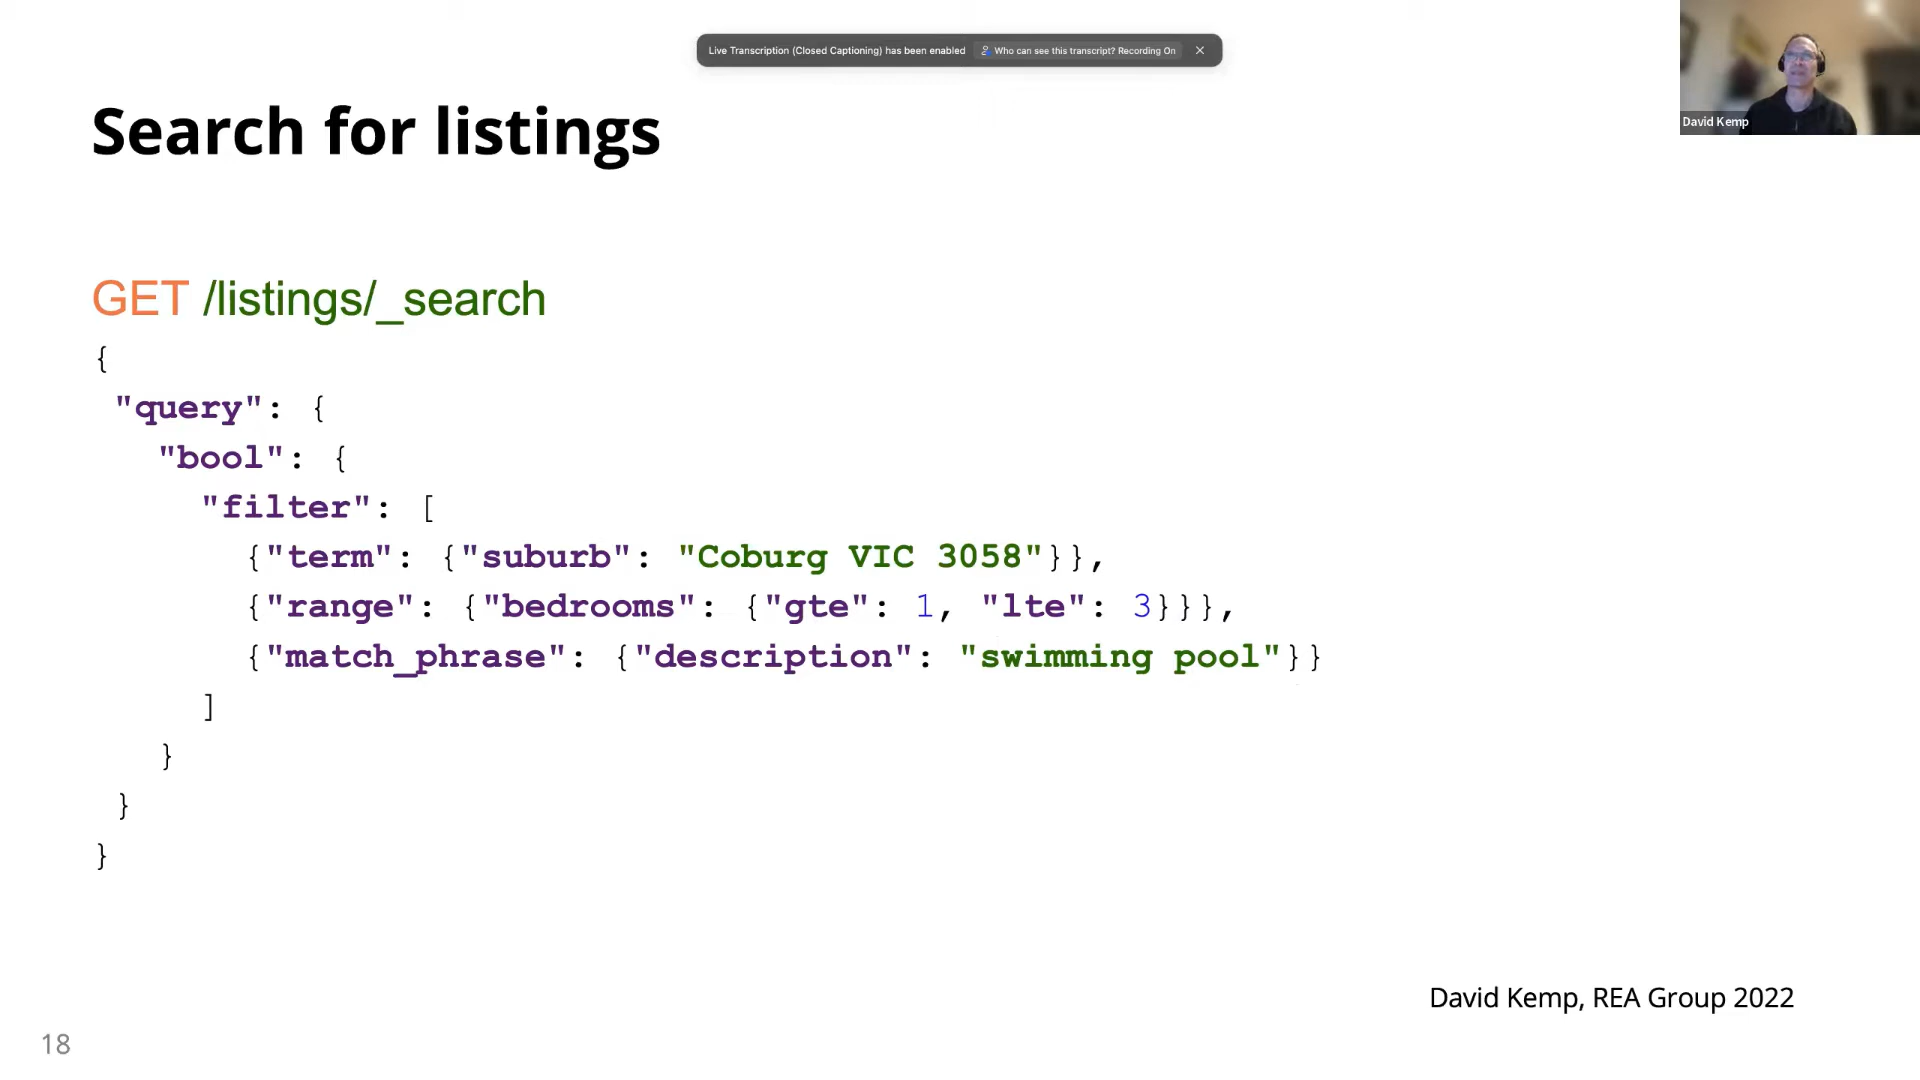 Live Transcription (Closed Captioning) has been enabled Who can see this transcript? Recording On
David Kemp
Search for listings
GET /listings/_search
{
"query": {
"bool": {
"filter": [
{"term": {"suburb": "Coburg VIC 3058"}},
{"range": {"bedrooms": {"gte": 1, "lte": 3}}},
{"match_phrase": {"description": "swimming pool"}}
]
}
}
}
David Kemp, REA Group 2022
18